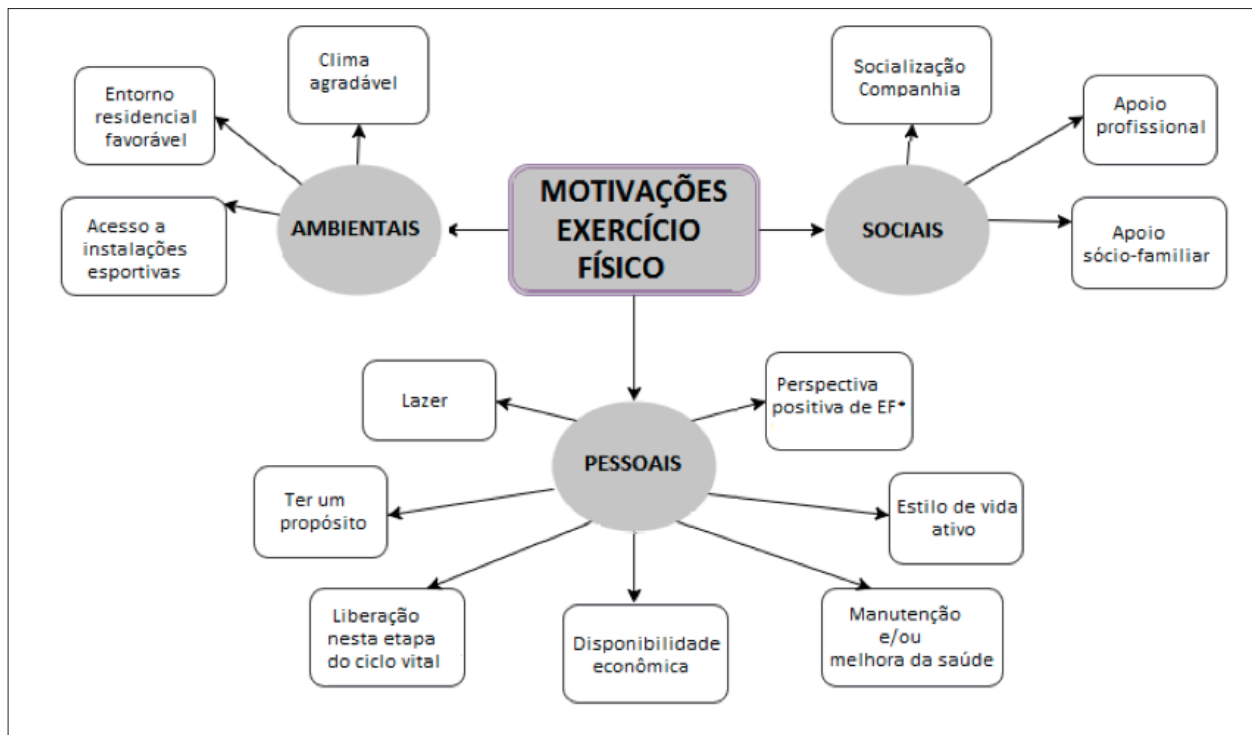 Clima
agradável
Entorno
residencial
favorável
Acesso a
instalações
esportivas
AMBIENTAIS
MOTIVAÇÕES
EXERCÍCIO
FÍSICO
Socialização
Companhia
Apoio
profissional
Apoio
sócio-familiar
SOCIAIS
Lazer
Perspectiva
positiva de EF*
PESSOAIS
Ter um
propósito
Estilo de vida
ativo
Liberação
nesta etapa
do ciclo vital
Disponibilidade
econômica
Manutenção
e/ou
melhora da saúde